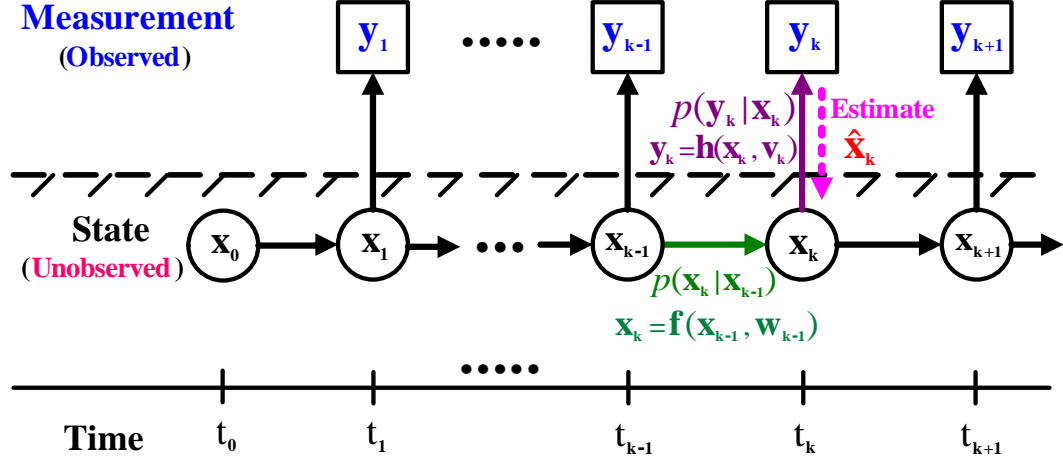 Measurement
(Observed)
y₁ ••••• yₖ₋₁ yₖ yₖ₊₁
p(yₖ|xₖ)
yₖ=h(xₖ, vₖ)
Estimate
x̂ₖ
State
(Unobserved)
x₀ x₁ ••• xₖ₋₁ xₖ xₖ₊₁
p(xₖ|xₖ₋₁)
xₖ=f(xₖ₋₁, wₖ₋₁)
•••••
Time t₀ t₁ tₖ₋₁ tₖ tₖ₊₁